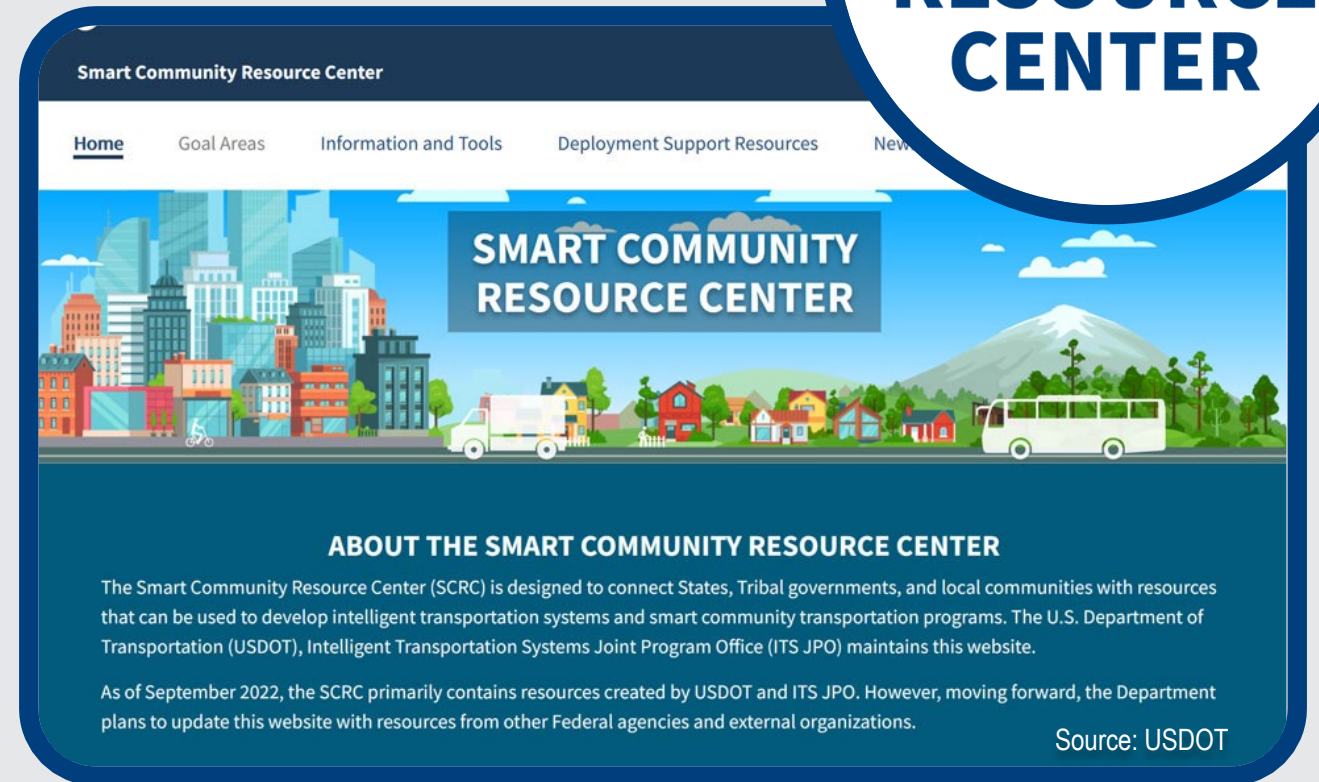 RESOURCE
CENTER
Smart Community Resource Center
Home Goal Areas Information and Tools Deployment Support Resources New
SMART COMMUNITY
RESOURCE CENTER
ABOUT THE SMART COMMUNITY RESOURCE CENTER
The Smart Community Resource Center (SCRC) is designed to connect States, Tribal governments, and local communities with resources
that can be used to develop intelligent transportation systems and smart community transportation programs. The U.S. Department of
Transportation (USDOT), Intelligent Transportation Systems Joint Program Office (ITS JPO) maintains this website.
As of September 2022, the SCRC primarily contains resources created by USDOT and ITS JPO. However, moving forward, the Department
plans to update this website with resources from other Federal agencies and external organizations.
Source: USDOT